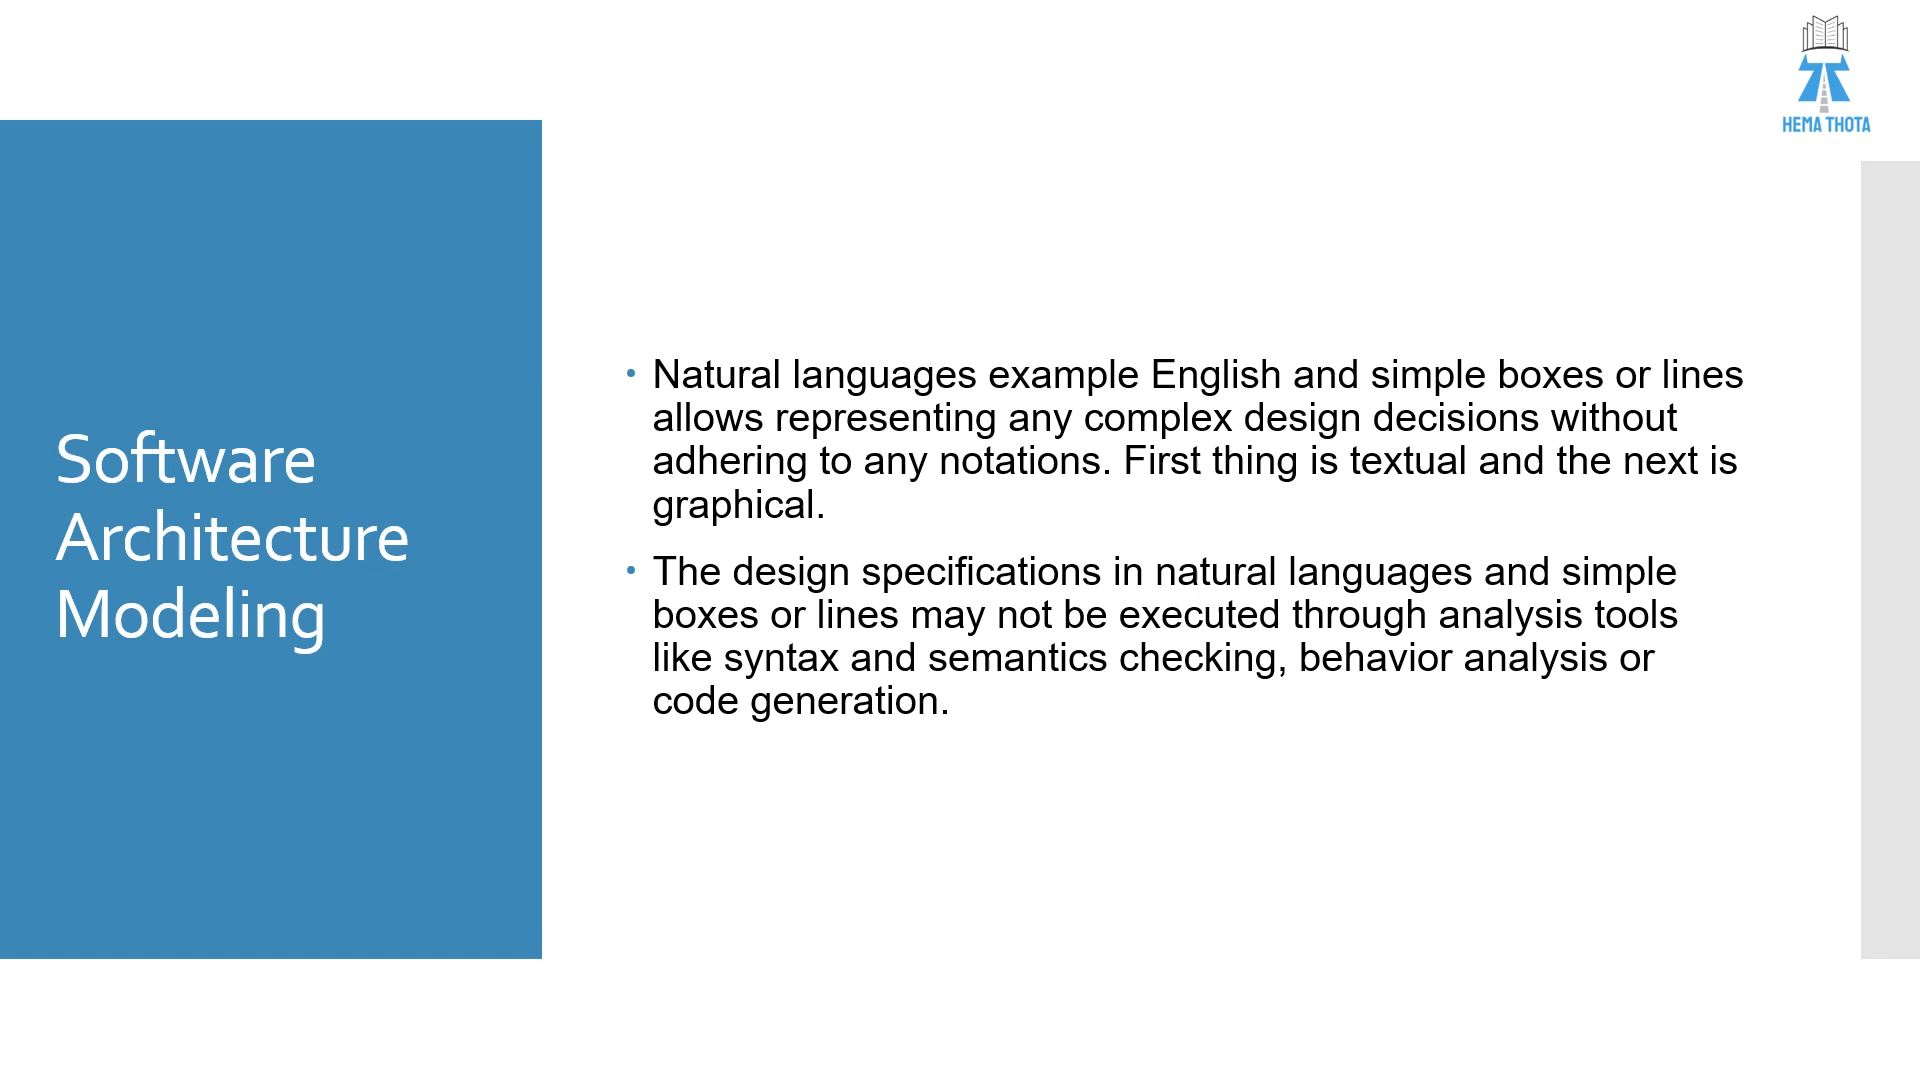 HEMA THOTA
Software
Architecture
Modeling
• Natural languages example English and simple boxes or lines
allows representing any complex design decisions without
adhering to any notations. First thing is textual and the next is
graphical.
• The design specifications in natural languages and simple
boxes or lines may not be executed through analysis tools
like syntax and semantics checking, behavior analysis or
code generation.